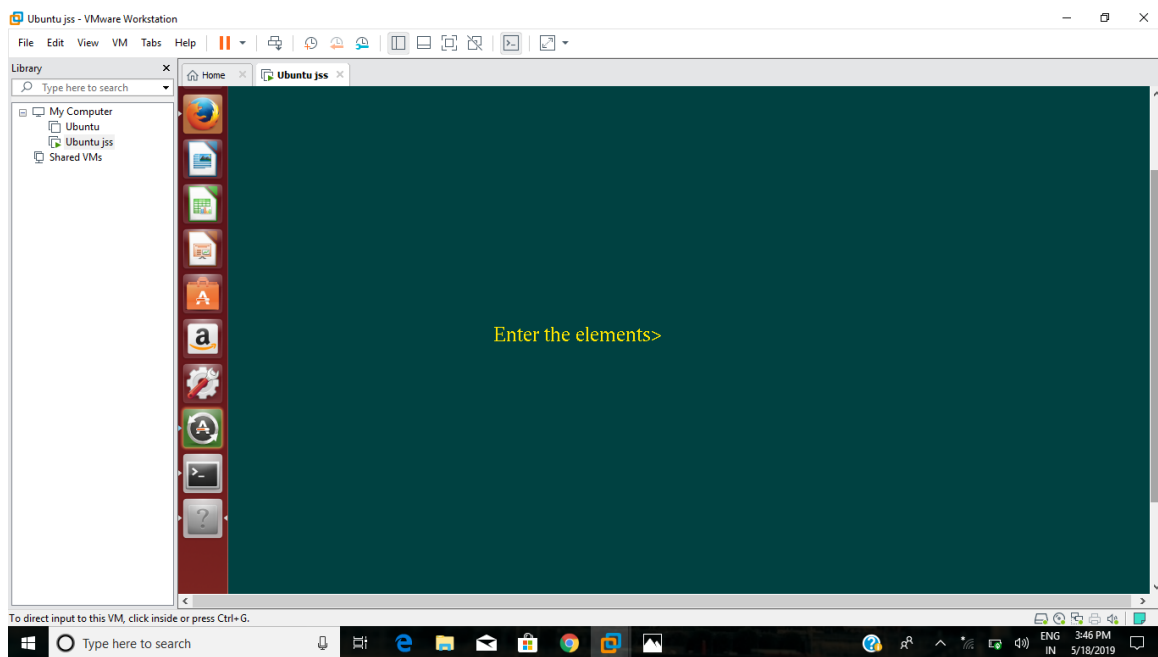 Ubuntu jss - VMware Workstation
File Edit View VM Tabs Help
Library
Type here to search
My Computer
Ubuntu
Ubuntu jss
Shared VMs
Home
Ubuntu jss
Enter the elements>
To direct input to this VM, click inside or press Ctrl+G.
Type here to search
ENG
IN
3:46 PM
5/18/2019